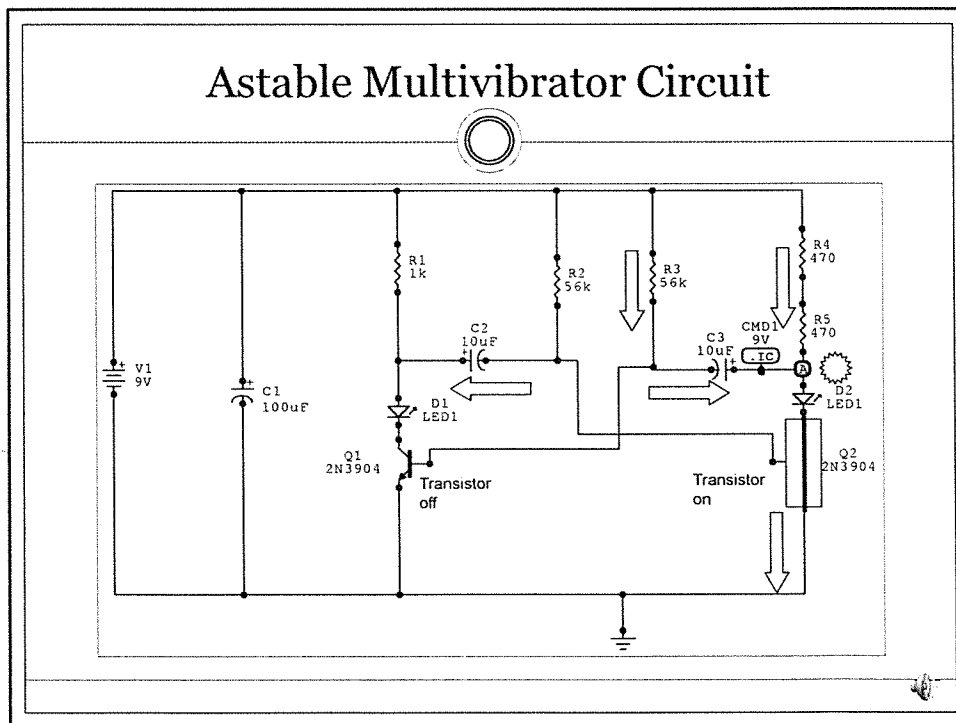 Astable Multivibrator Circuit
R1
1k
R2
56k
R3
56k
R4
470
R5
470
C2
10uF
+
C3
10uF
+
CMD1
9V
.IC
A
V1
9V
+
C1
100uF
+
D1
LED1
D2
LED1
Q1
2N3904
Transistor
off
Transistor
on
Q2
2N3904